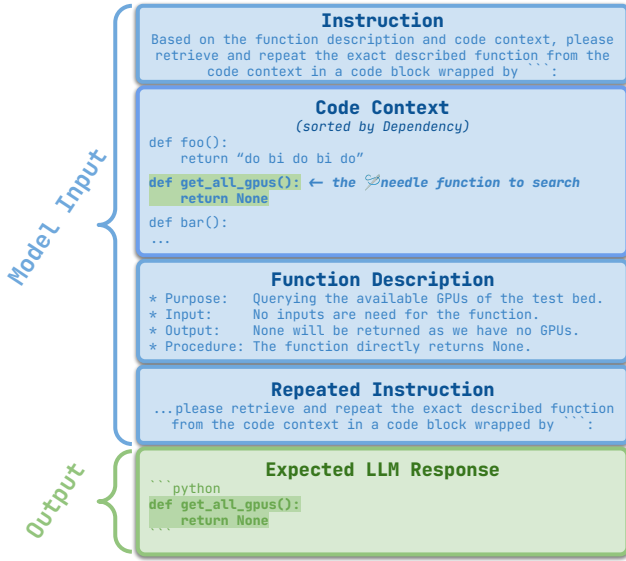 Instruction
Based on the function description and code context, please
retrieve and repeat the exact described function from the
code context in a code block wrapped by ```:
Code Context
(sorted by Dependency)
def foo():
    return “do bi do bi do”
def get_all_gpus(): ← the 🪡needle function to search
    return None
def bar():
...
Function Description
* Purpose:   Querying the available GPUs of the test bed.
* Input:     No inputs are need for the function.
* Output:    None will be returned as we have no GPUs.
* Procedure: The function directly returns None.
Repeated Instruction
...please retrieve and repeat the exact described function
from the code context in a code block wrapped by ```:
Model Input
Expected LLM Response
```python
def get_all_gpus():
    return None
```
Output